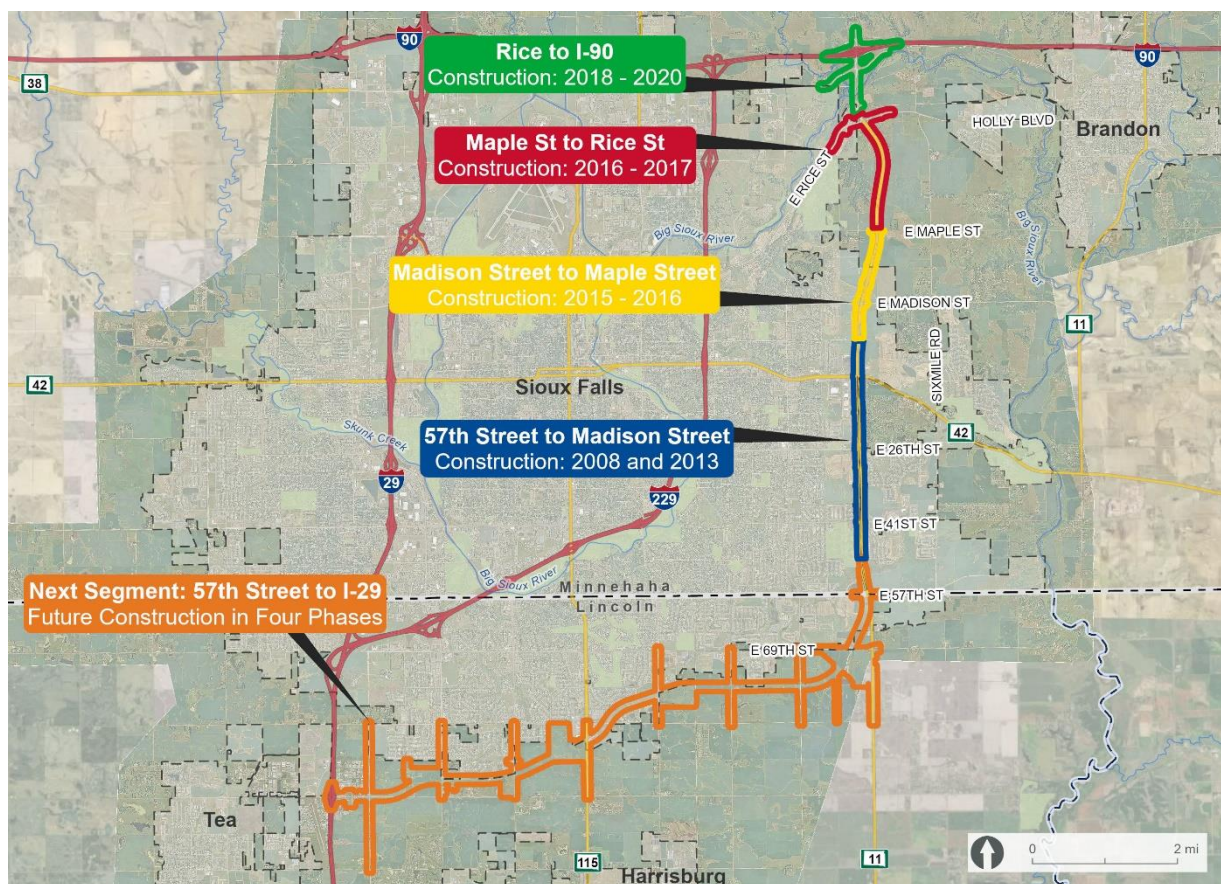 90
Rice to I-90
Construction: 2018 - 2020
38
90
HOLLY BLVD
Brandon
Maple St to Rice St
Construction: 2016 - 2017
E RICE ST
Big Sioux River
E MAPLE ST
Big Sioux River
Madison Street to Maple Street
Construction: 2015 - 2016
E MADISON ST
11
SIXMILE RD
42
Sioux Falls
Skunk Creek
57th Street to Madison Street
Construction: 2008 and 2013
42
E 26TH ST
29
229
E 41ST ST
Big Sioux River
Minnehaha
Lincoln
Next Segment: 57th Street to I-29
Future Construction in Four Phases
E 57TH ST
E 69TH ST
Tea
115
11
Harrisburg
0
2 mi